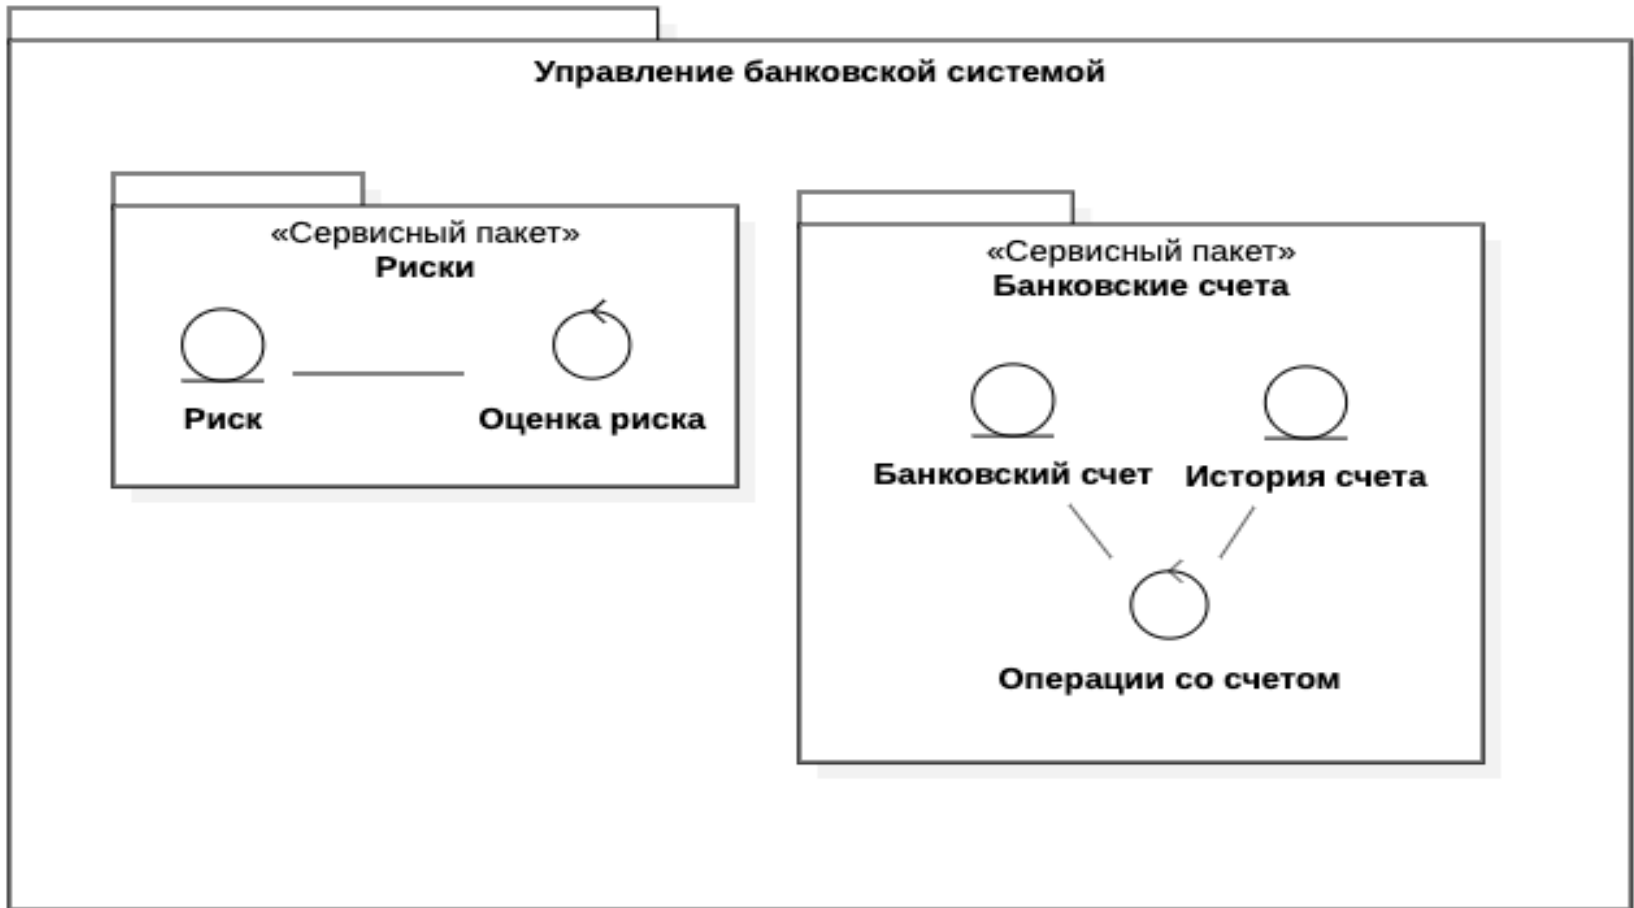 Управление банковской системой
«Сервисный пакет»
Риски
Риск
Оценка риска
«Сервисный пакет»
Банковские счета
Банковский счет
История счета
Операции со счетом